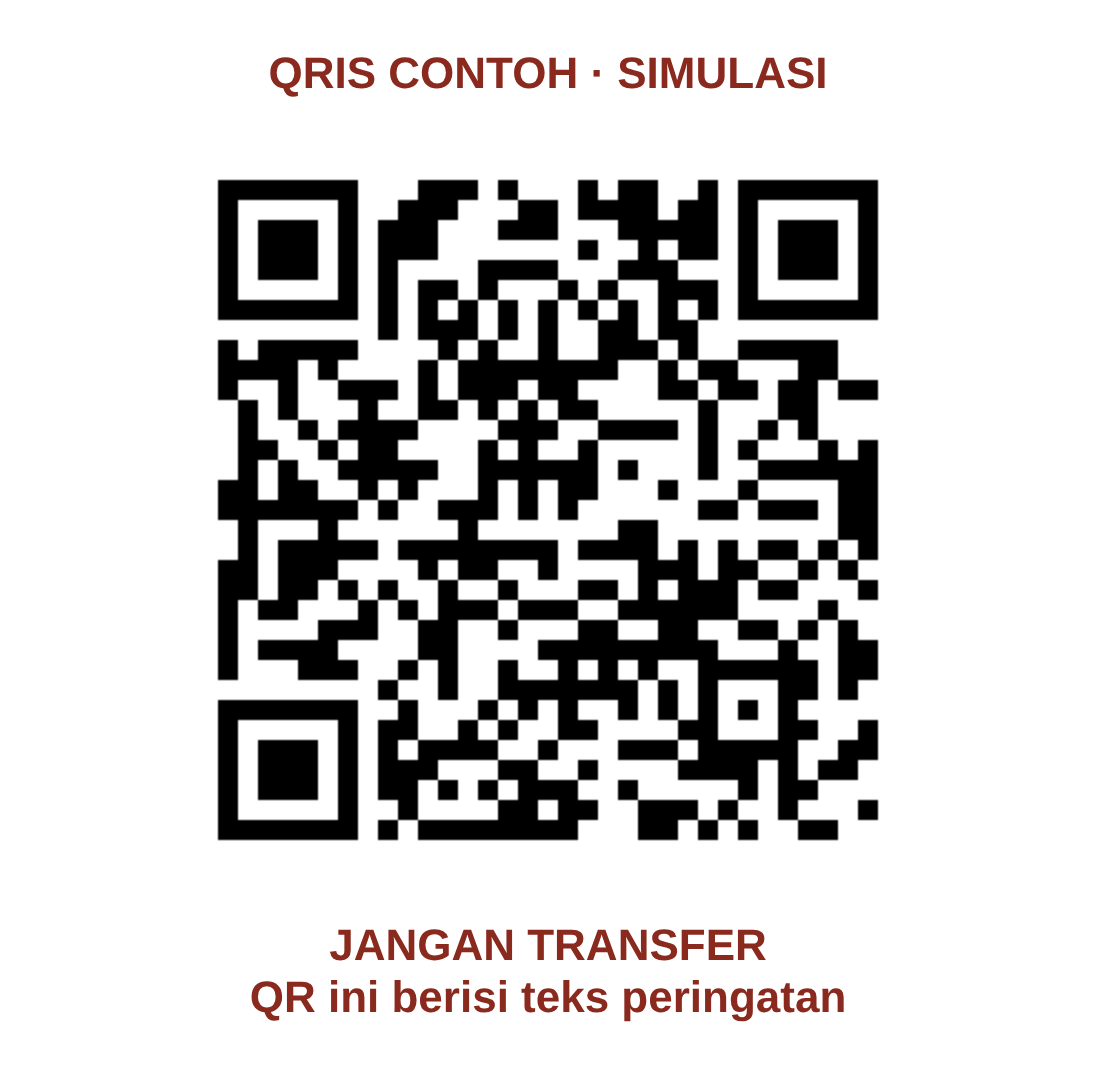 QRIS CONTOH · SIMULASI
JANGAN TRANSFER
QR ini berisi teks peringatan